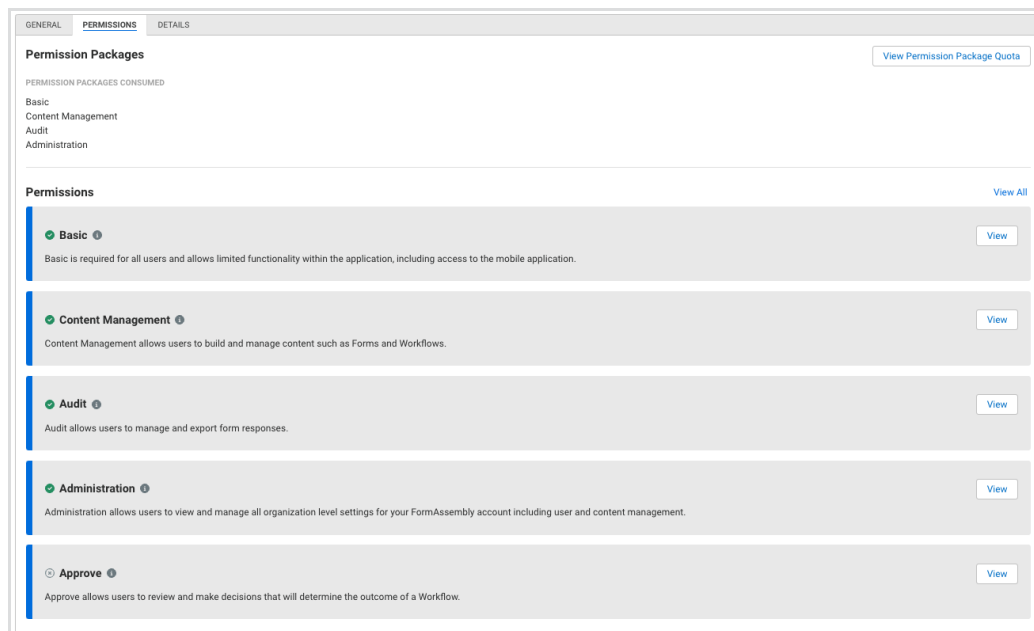 GENERAL PERMISSIONS DETAILS
Permission Packages
View Permission Package Quota
PERMISSION PACKAGES CONSUMED
Basic
Content Management
Audit
Administration
Permissions
View All
Basic
View
Basic is required for all users and allows limited functionality within the application, including access to the mobile application.
Content Management
View
Content Management allows users to build and manage content such as Forms and Workflows.
Audit
View
Audit allows users to manage and export form responses.
Administration
View
Administration allows users to view and manage all organization level settings for your FormAssembly account including user and content management.
Approve
View
Approve allows users to review and make decisions that will determine the outcome of a Workflow.